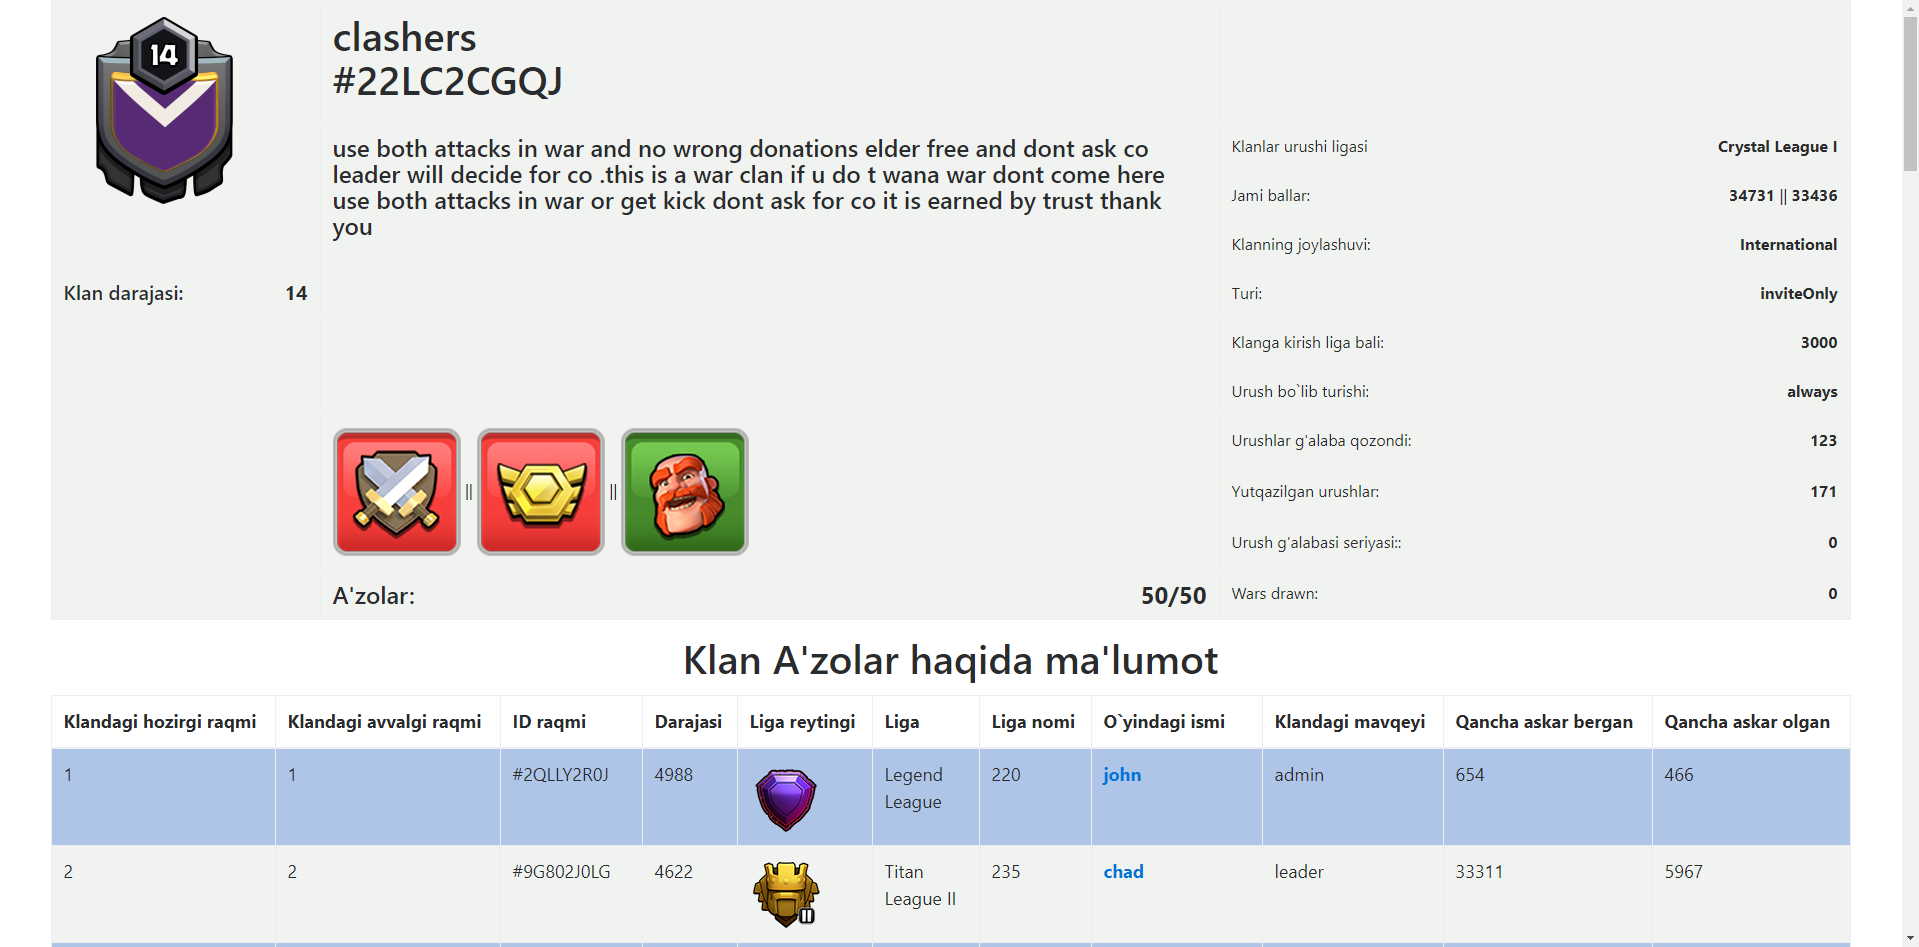 14
clashers
#22LC2CGQJ
use both attacks in war and no wrong donations elder free and dont ask co
leader will decide for co .this is a war clan if u do t wana war dont come here
use both attacks in war or get kick dont ask for co it is earned by trust thank
you
Klan darajasi: 14
|| ||
A'zolar: 50/50
Klanlar urushi ligasi Crystal League I
Jami ballar: 34731 || 33436
Klanning joylashuvi: International
Turi: inviteOnly
Klanga kirish liga bali: 3000
Urush bo`lib turishi: always
Urushlar g'alaba qozondi: 123
Yutqazilgan urushlar: 171
Urush g'alabasi seriyasi:: 0
Wars drawn: 0
Klan A'zolar haqida ma'lumot
Klandagi hozirgi raqmi Klandagi avvalgi raqmi ID raqmi Darajasi Liga reytingi Liga Liga nomi O`yindagi ismi Klandagi mavqeyi Qancha askar bergan Qancha askar olgan
1 1 #2QLLY2R0J 4988 Legend League 220 john admin 654 466
2 2 #9G802J0LG 4622 II Titan League II 235 chad leader 33311 5967